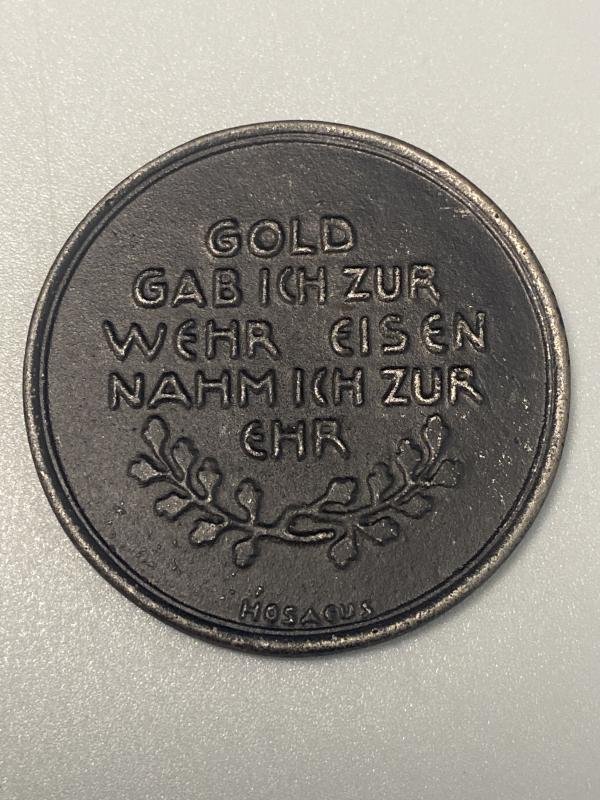 GOLD
GAB ICH ZUR
WEHR EISEN
NAHM ICH ZUR
EHR
HOSAEUS